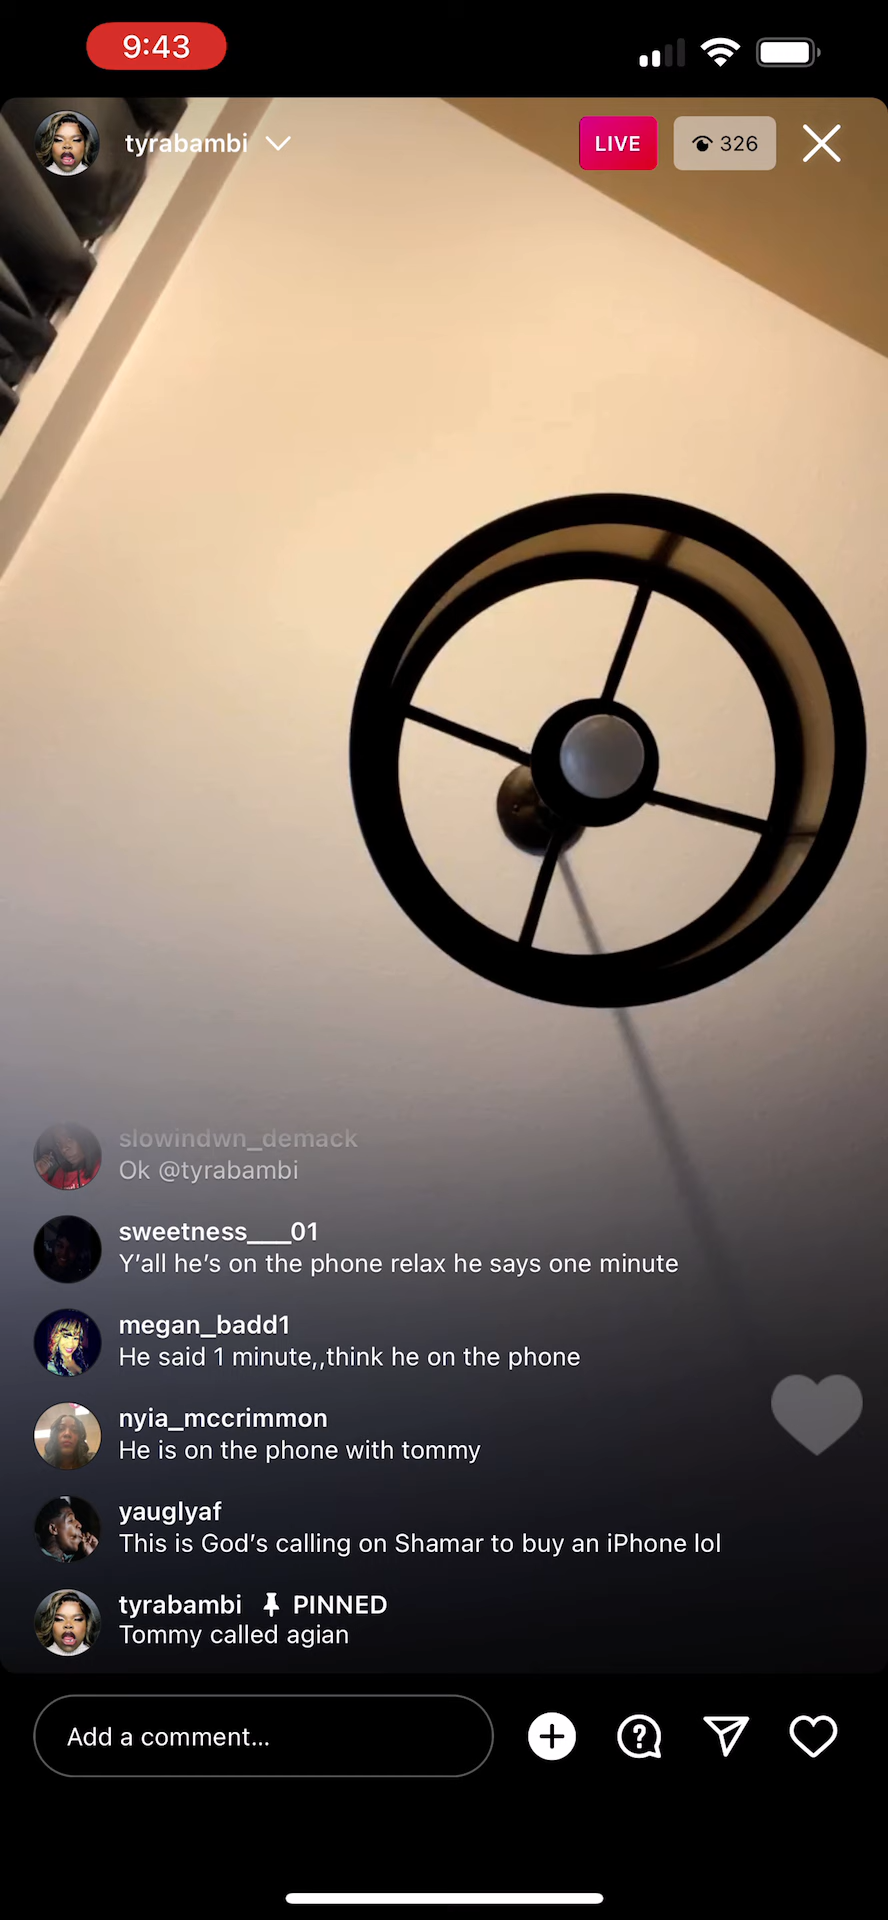 9:43
tyrabambi
LIVE
326
slowindwn_demack
Ok @tyrabambi
sweetness___01
Y'all he's on the phone relax he says one minute
megan_badd1
He said 1 minute,,think he on the phone
nyia_mccrimmon
He is on the phone with tommy
yauglyaf
This is God's calling on Shamar to buy an iPhone lol
tyrabambi PINNED
Tommy called agian
Add a comment...